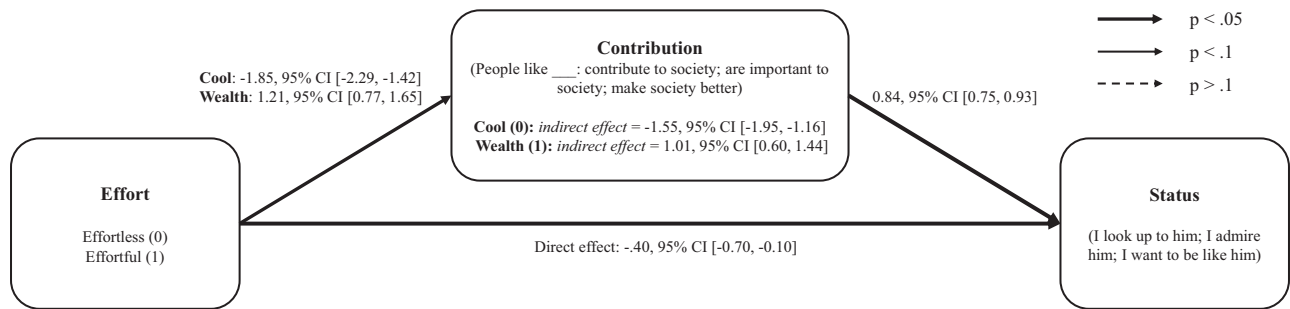 p < .05
p < .1
p > .1
Contribution
(People like ___: contribute to society; are important to
society; make society better)
Cool (0): indirect effect = -1.55, 95% CI [-1.95, -1.16]
Wealth (1): indirect effect = 1.01, 95% CI [0.60, 1.44]
Cool: -1.85, 95% CI [-2.29, -1.42]
Wealth: 1.21, 95% CI [0.77, 1.65]
0.84, 95% CI [0.75, 0.93]
Effort
Effortless (0)
Effortful (1)
Direct effect: -.40, 95% CI [-0.70, -0.10]
Status
(I look up to him; I admire
him; I want to be like him)